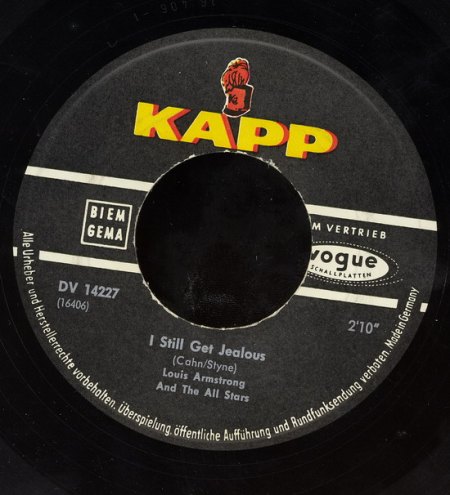 KAPP
BIEM
GEMA
M VERTRIEB
vogue
SCHALLPLATTEN
DV 14227
(16406)
2'10"
I Still Get Jealous
(Cahn/Styne)
Louis Armstrong
And The All Stars
Alle Urheber- und Herstellerrechte vorbehalten. Überspielung, öffentliche Aufführung und Rundfunksendung verboten. Made in Germany